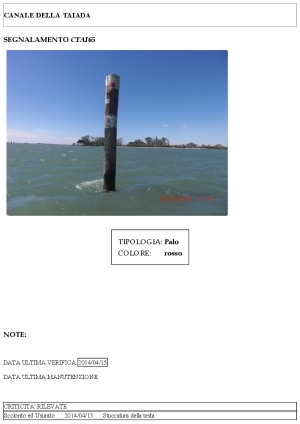 CANALE DELLA TAIADA
SEGNALAMENTO CTAI65
TIPOLOGIA: Palo
COLORE: rosso
NOTE:
DATA ULTIMA VERIFICA 2014/04/15
DATA ULTIMA MANUTENZIONE
CRITICITA' RILEVATE
Scolorito ed Usurato 2014/04/15 Stuccatura della testa